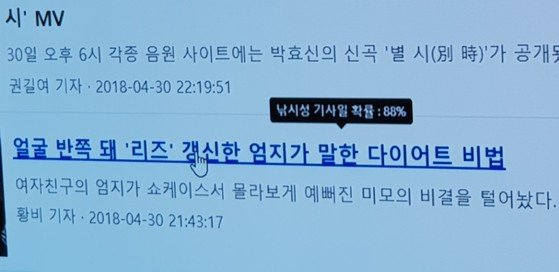 시' MV
30일 오후 6시 각종 음원 사이트에는 박효신의 신곡 '별 시(別 時)'가 공개
권길여 기자 · 2018-04-30 22:19:51
낚시성 기사일 확률 : 88%
얼굴 반쪽 돼 '리즈' 갱신한 엄지가 말한 다이어트 비법
여자친구의 엄지가 쇼케이스서 몰라보게 예뻐진 미모의 비결을 털어놨다.
황비 기자 · 2018-04-30 21:43:17